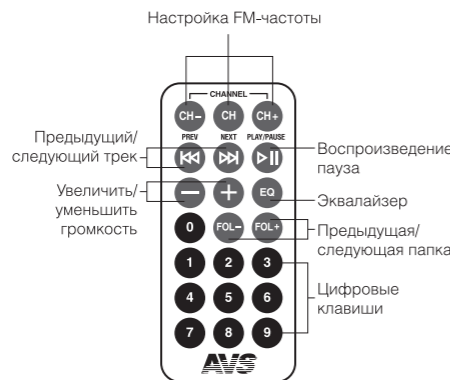 Настройка FM-частоты
CHANNEL
CH− CH CH+
PREV NEXT PLAY/PAUSE
Предыдущий/
следующий трек
Воспроизведение
пауза
− + EQ
Увеличить/
уменьшить
громкость
Эквалайзер
0 FOL− FOL+
Предыдущая/
следующая папка
1 2 3
4 5 6
Цифровые
клавиши
7 8 9
AVS